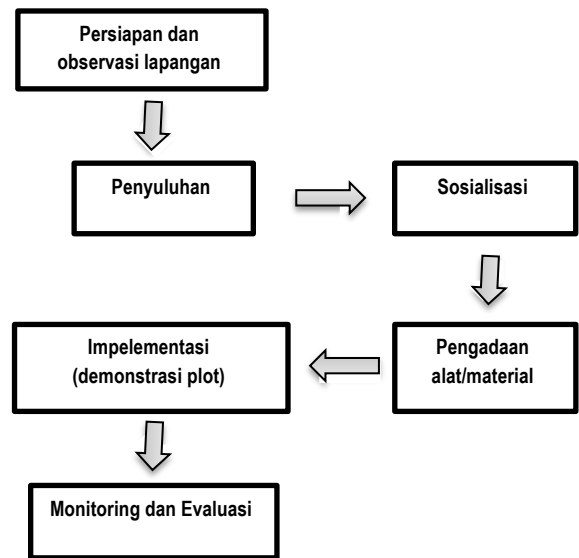 Persiapan dan
observasi lapangan
Penyuluhan
Sosialisasi
Pengadaan
alat/material
Impelementasi
(demonstrasi plot)
Monitoring dan Evaluasi